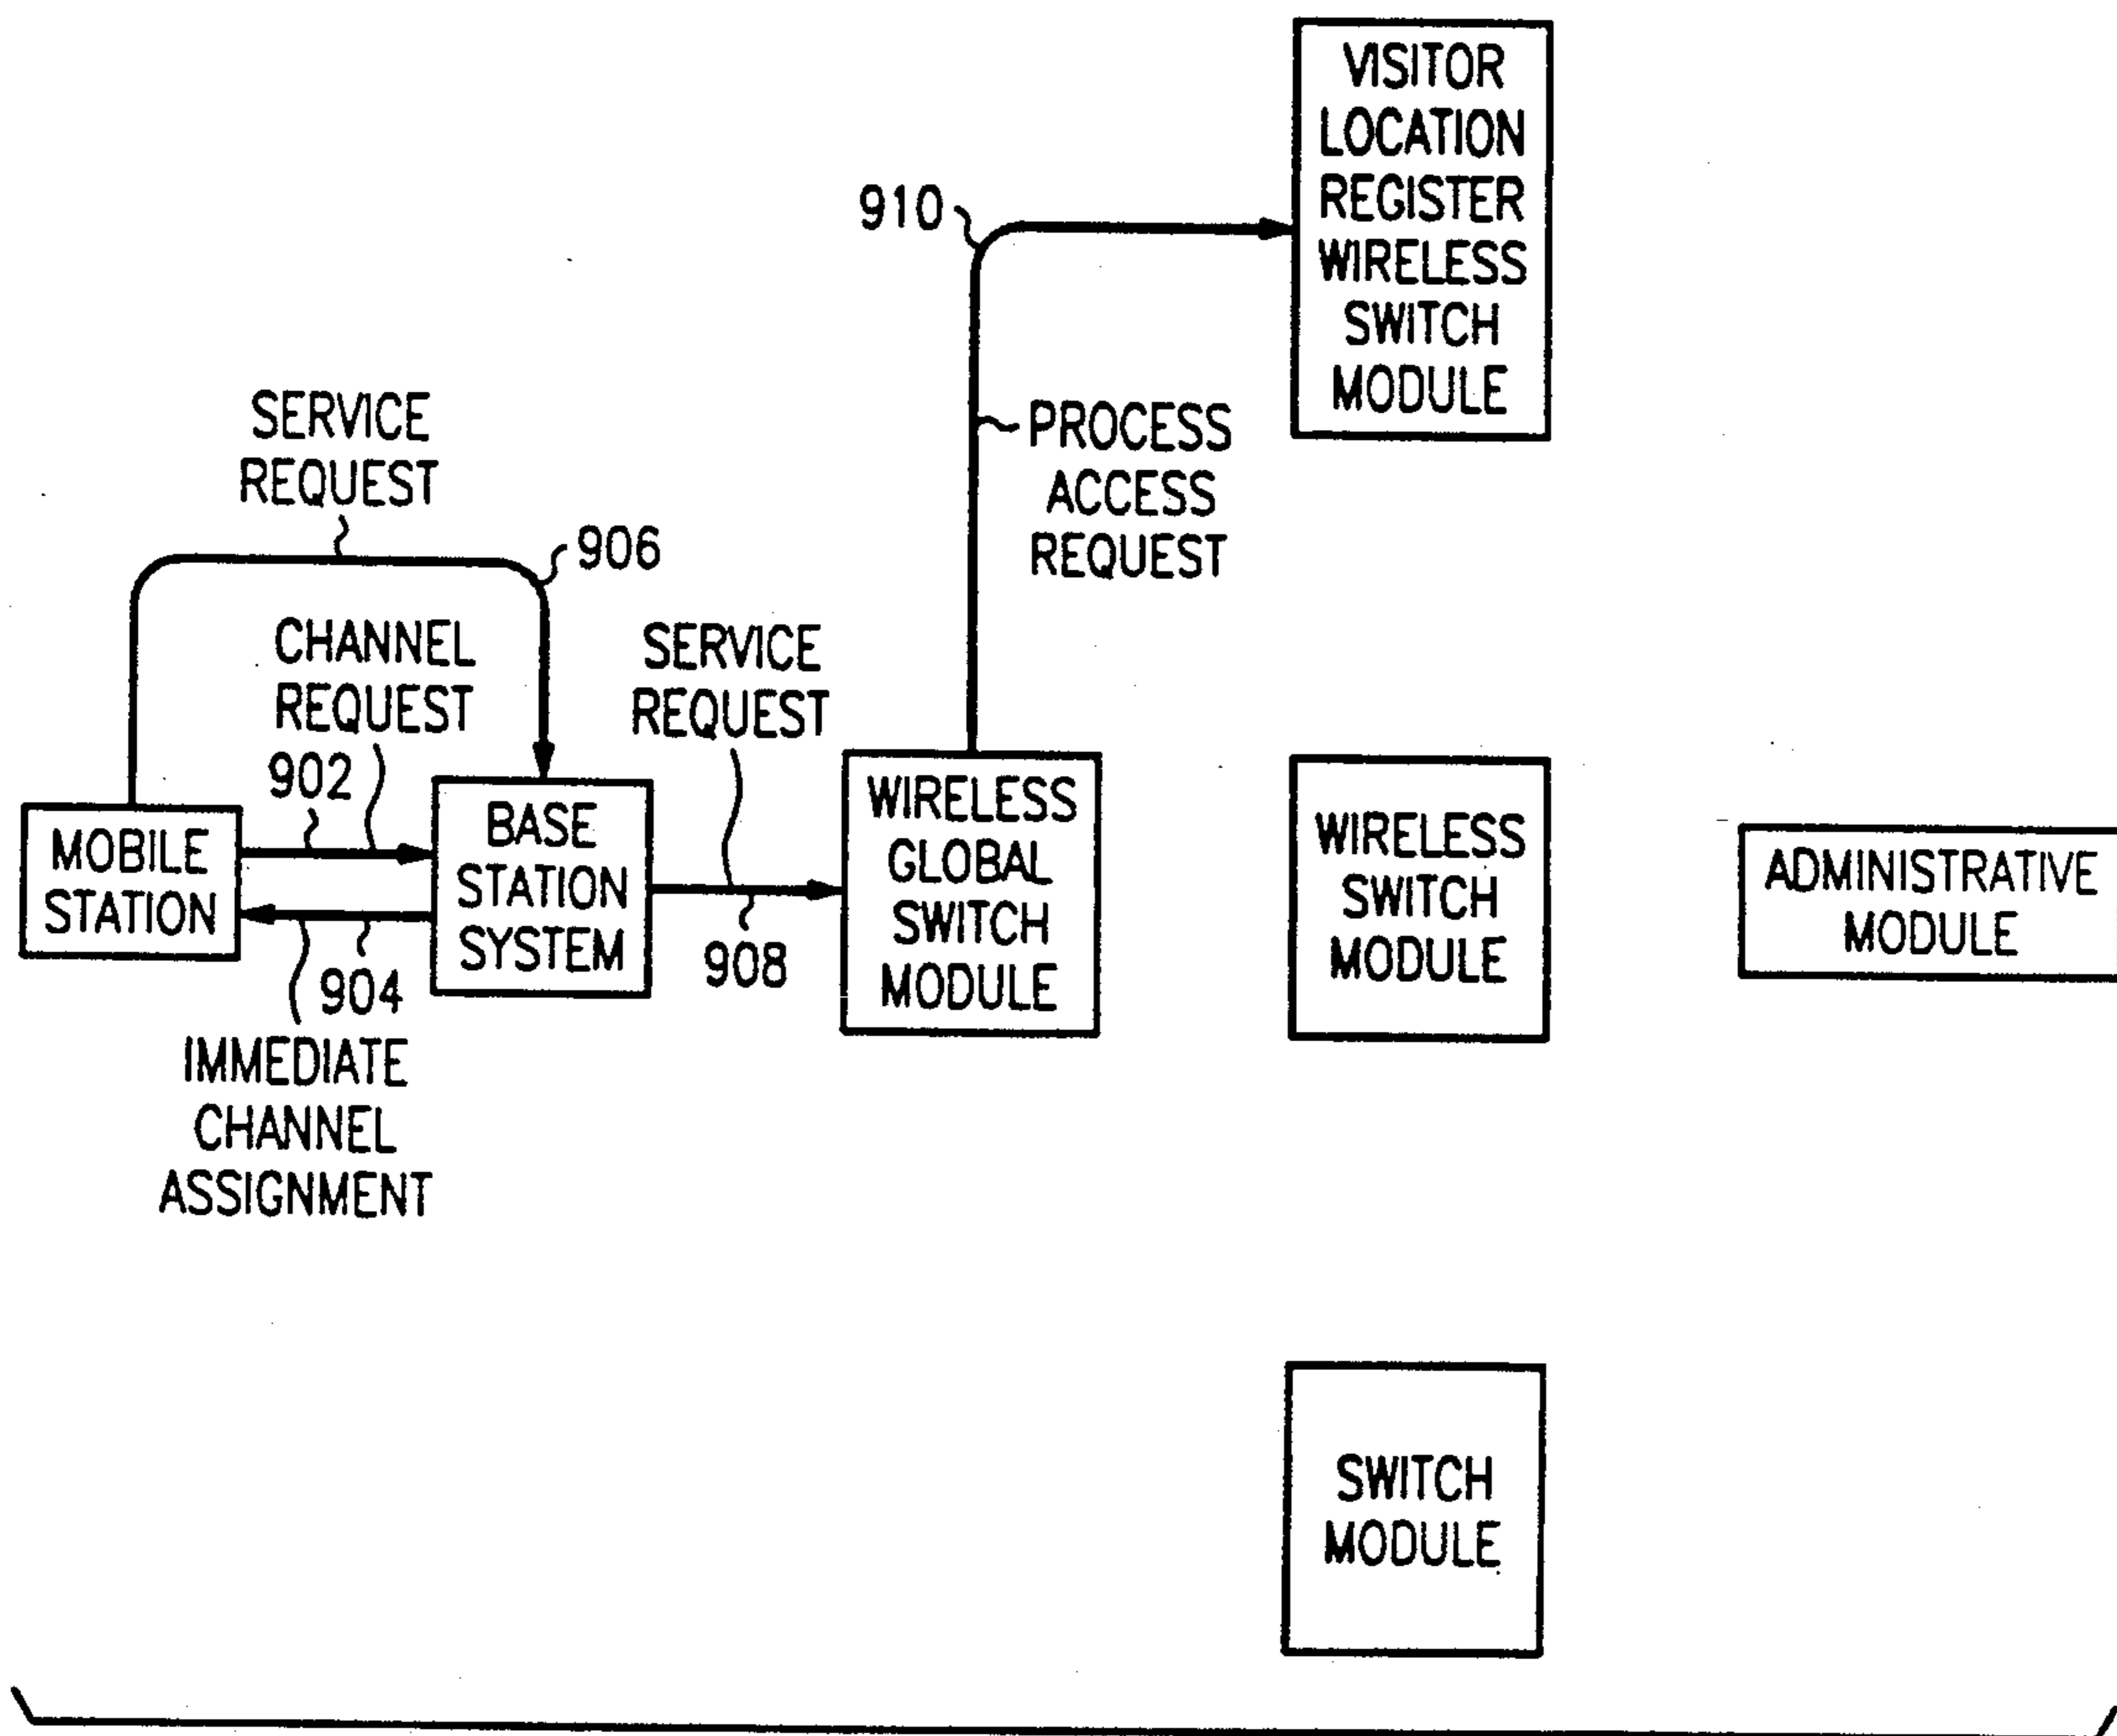 VISITOR
LOCATION
REGISTER
WIRELESS
SWITCH
MODULE
910
PROCESS
ACCESS
REQUEST
SERVICE
REQUEST
906
CHANNEL
REQUEST
902
SERVICE
REQUEST
MOBILE
STATION
BASE
STATION
SYSTEM
904
IMMEDIATE
CHANNEL
ASSIGNMENT
908
WIRELESS
GLOBAL
SWITCH
MODULE
WIRELESS
SWITCH
MODULE
ADMINISTRATIVE
MODULE
SWITCH
MODULE